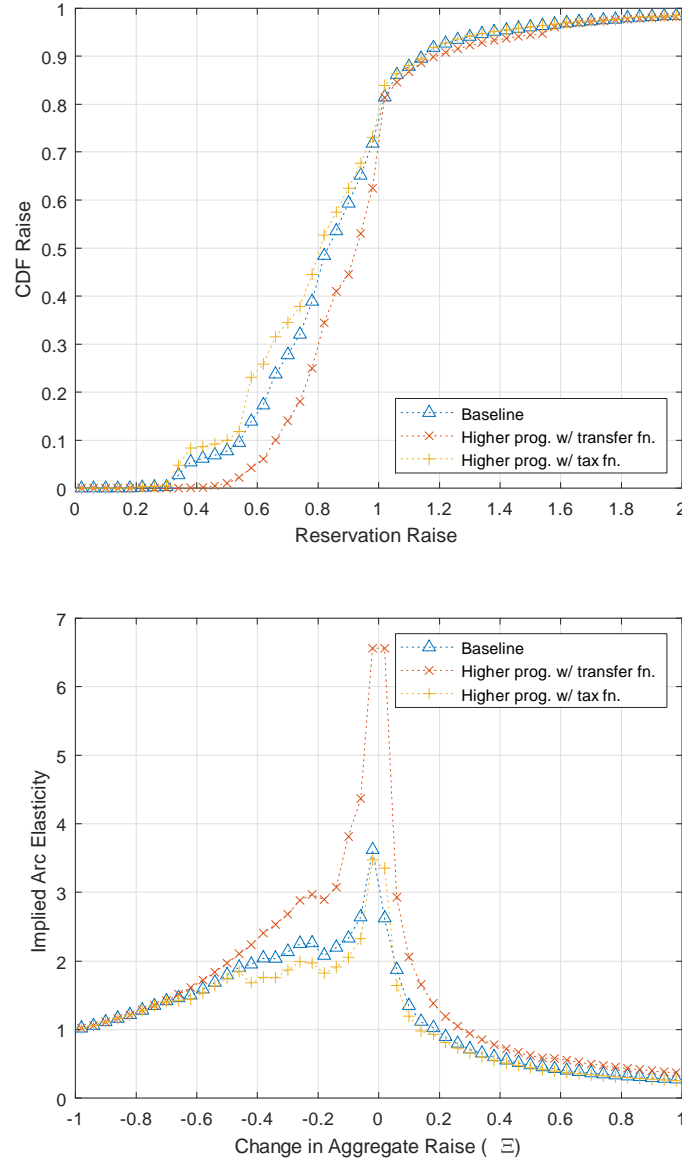 1
0.9
0.8
0.7
0.6
0.5
0.4
0.3
0.2
0.1
0
CDF Raise
Baseline
Higher prog. w/ transfer fn.
Higher prog. w/ tax fn.
0 0.2 0.4 0.6 0.8 1 1.2 1.4 1.6 1.8 2
Reservation Raise
7
6
5
4
3
2
1
0
Implied Arc Elasticity
Baseline
Higher prog. w/ transfer fn.
Higher prog. w/ tax fn.
-1 -0.8 -0.6 -0.4 -0.2 0 0.2 0.4 0.6 0.8 1
Change in Aggregate Raise ( Ξ)